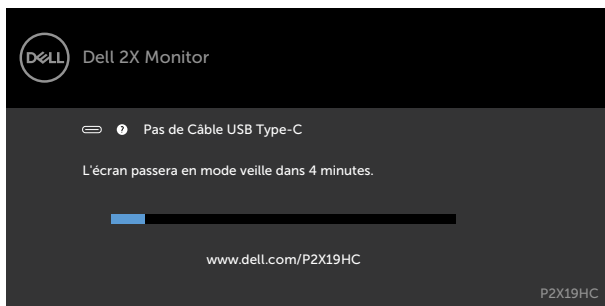 DELL
Dell 2X Monitor
? Pas de Câble USB Type-C
L'écran passera en mode veille dans 4 minutes.
www.dell.com/P2X19HC
P2X19HC